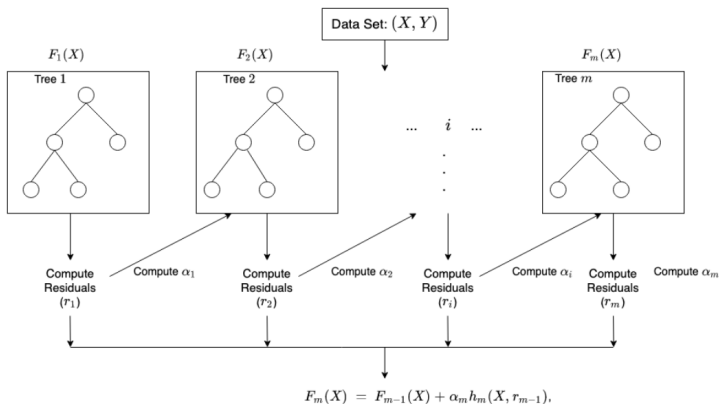 Data Set: (X, Y)
F₁(X)
F₂(X)
Fₘ(X)
Tree 1
Tree 2
Tree m
... i ...
.
.
.
Compute
Residuals
(r₁)
Compute α₁
Compute
Residuals
(r₂)
Compute α₂
Compute
Residuals
(rᵢ)
Compute αᵢ
Compute
Residuals
(rₘ)
Compute αₘ
Fₘ(X) = Fₘ₋₁(X) + αₘhₘ(X, rₘ₋₁),